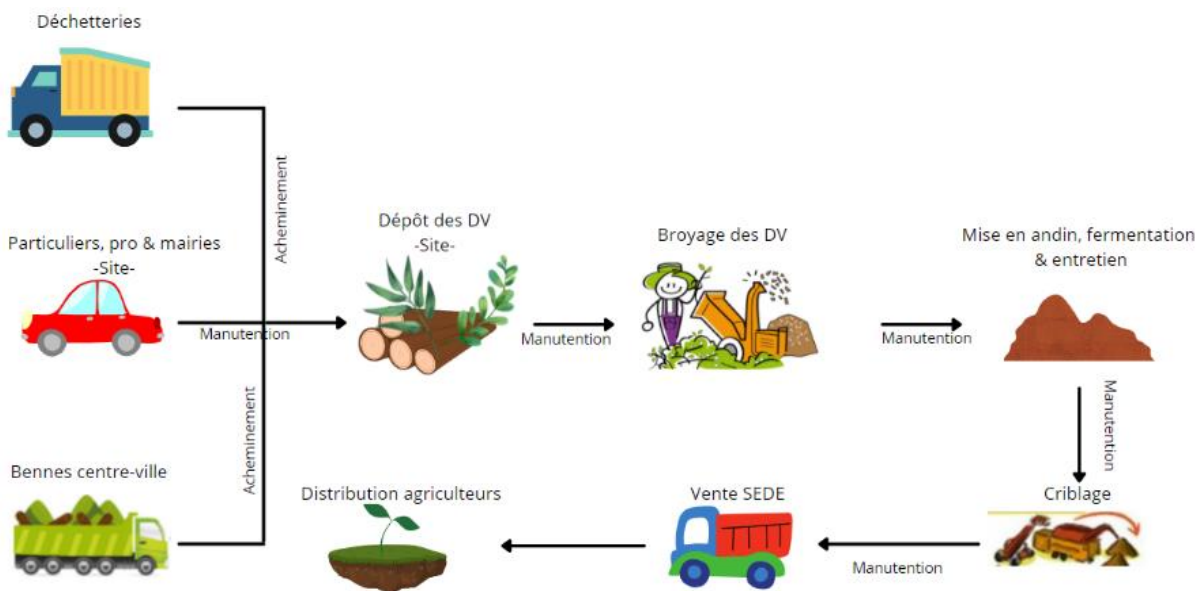 Déchetteries
Acheminement
Particuliers, pro & mairies
-Site-
Manutention
Dépôt des DV
-Site-
Manutention
Broyage des DV
Manutention
Mise en andin, fermentation
& entretien
Manutention
Acheminement
Bennes centre-ville
Distribution agriculteurs
Vente SEDE
Manutention
Criblage